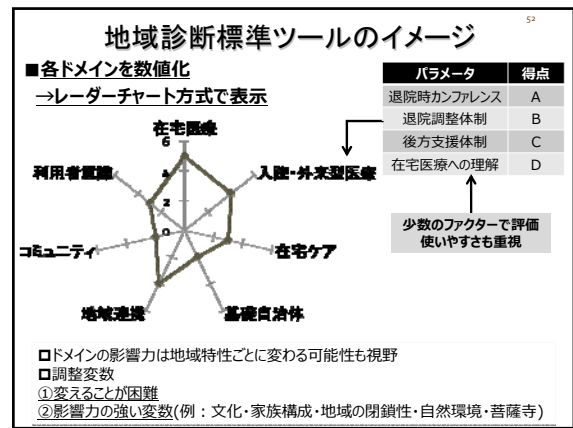 52
地域診断標準ツールのイメージ
■各ドメインを数値化
→レーダーチャート方式で表示
パラメータ 得点
退院時カンファレンス A
退院調整体制 B
後方支援体制 C
在宅医療への理解 D
少数のファクターで評価
使いやすさも重視
在宅医療
6
4
2
0
入院・外来型医療
在宅ケア
基礎自治体
地域連携
コミュニティ
利用者
ドメインの影響力は地域特性ごとに変わる可能性も視野
調整変数
①変えることが困難
②影響力の強い変数(例：文化・家族構成・地域の閉鎖性・自然環境・菩薩寺)